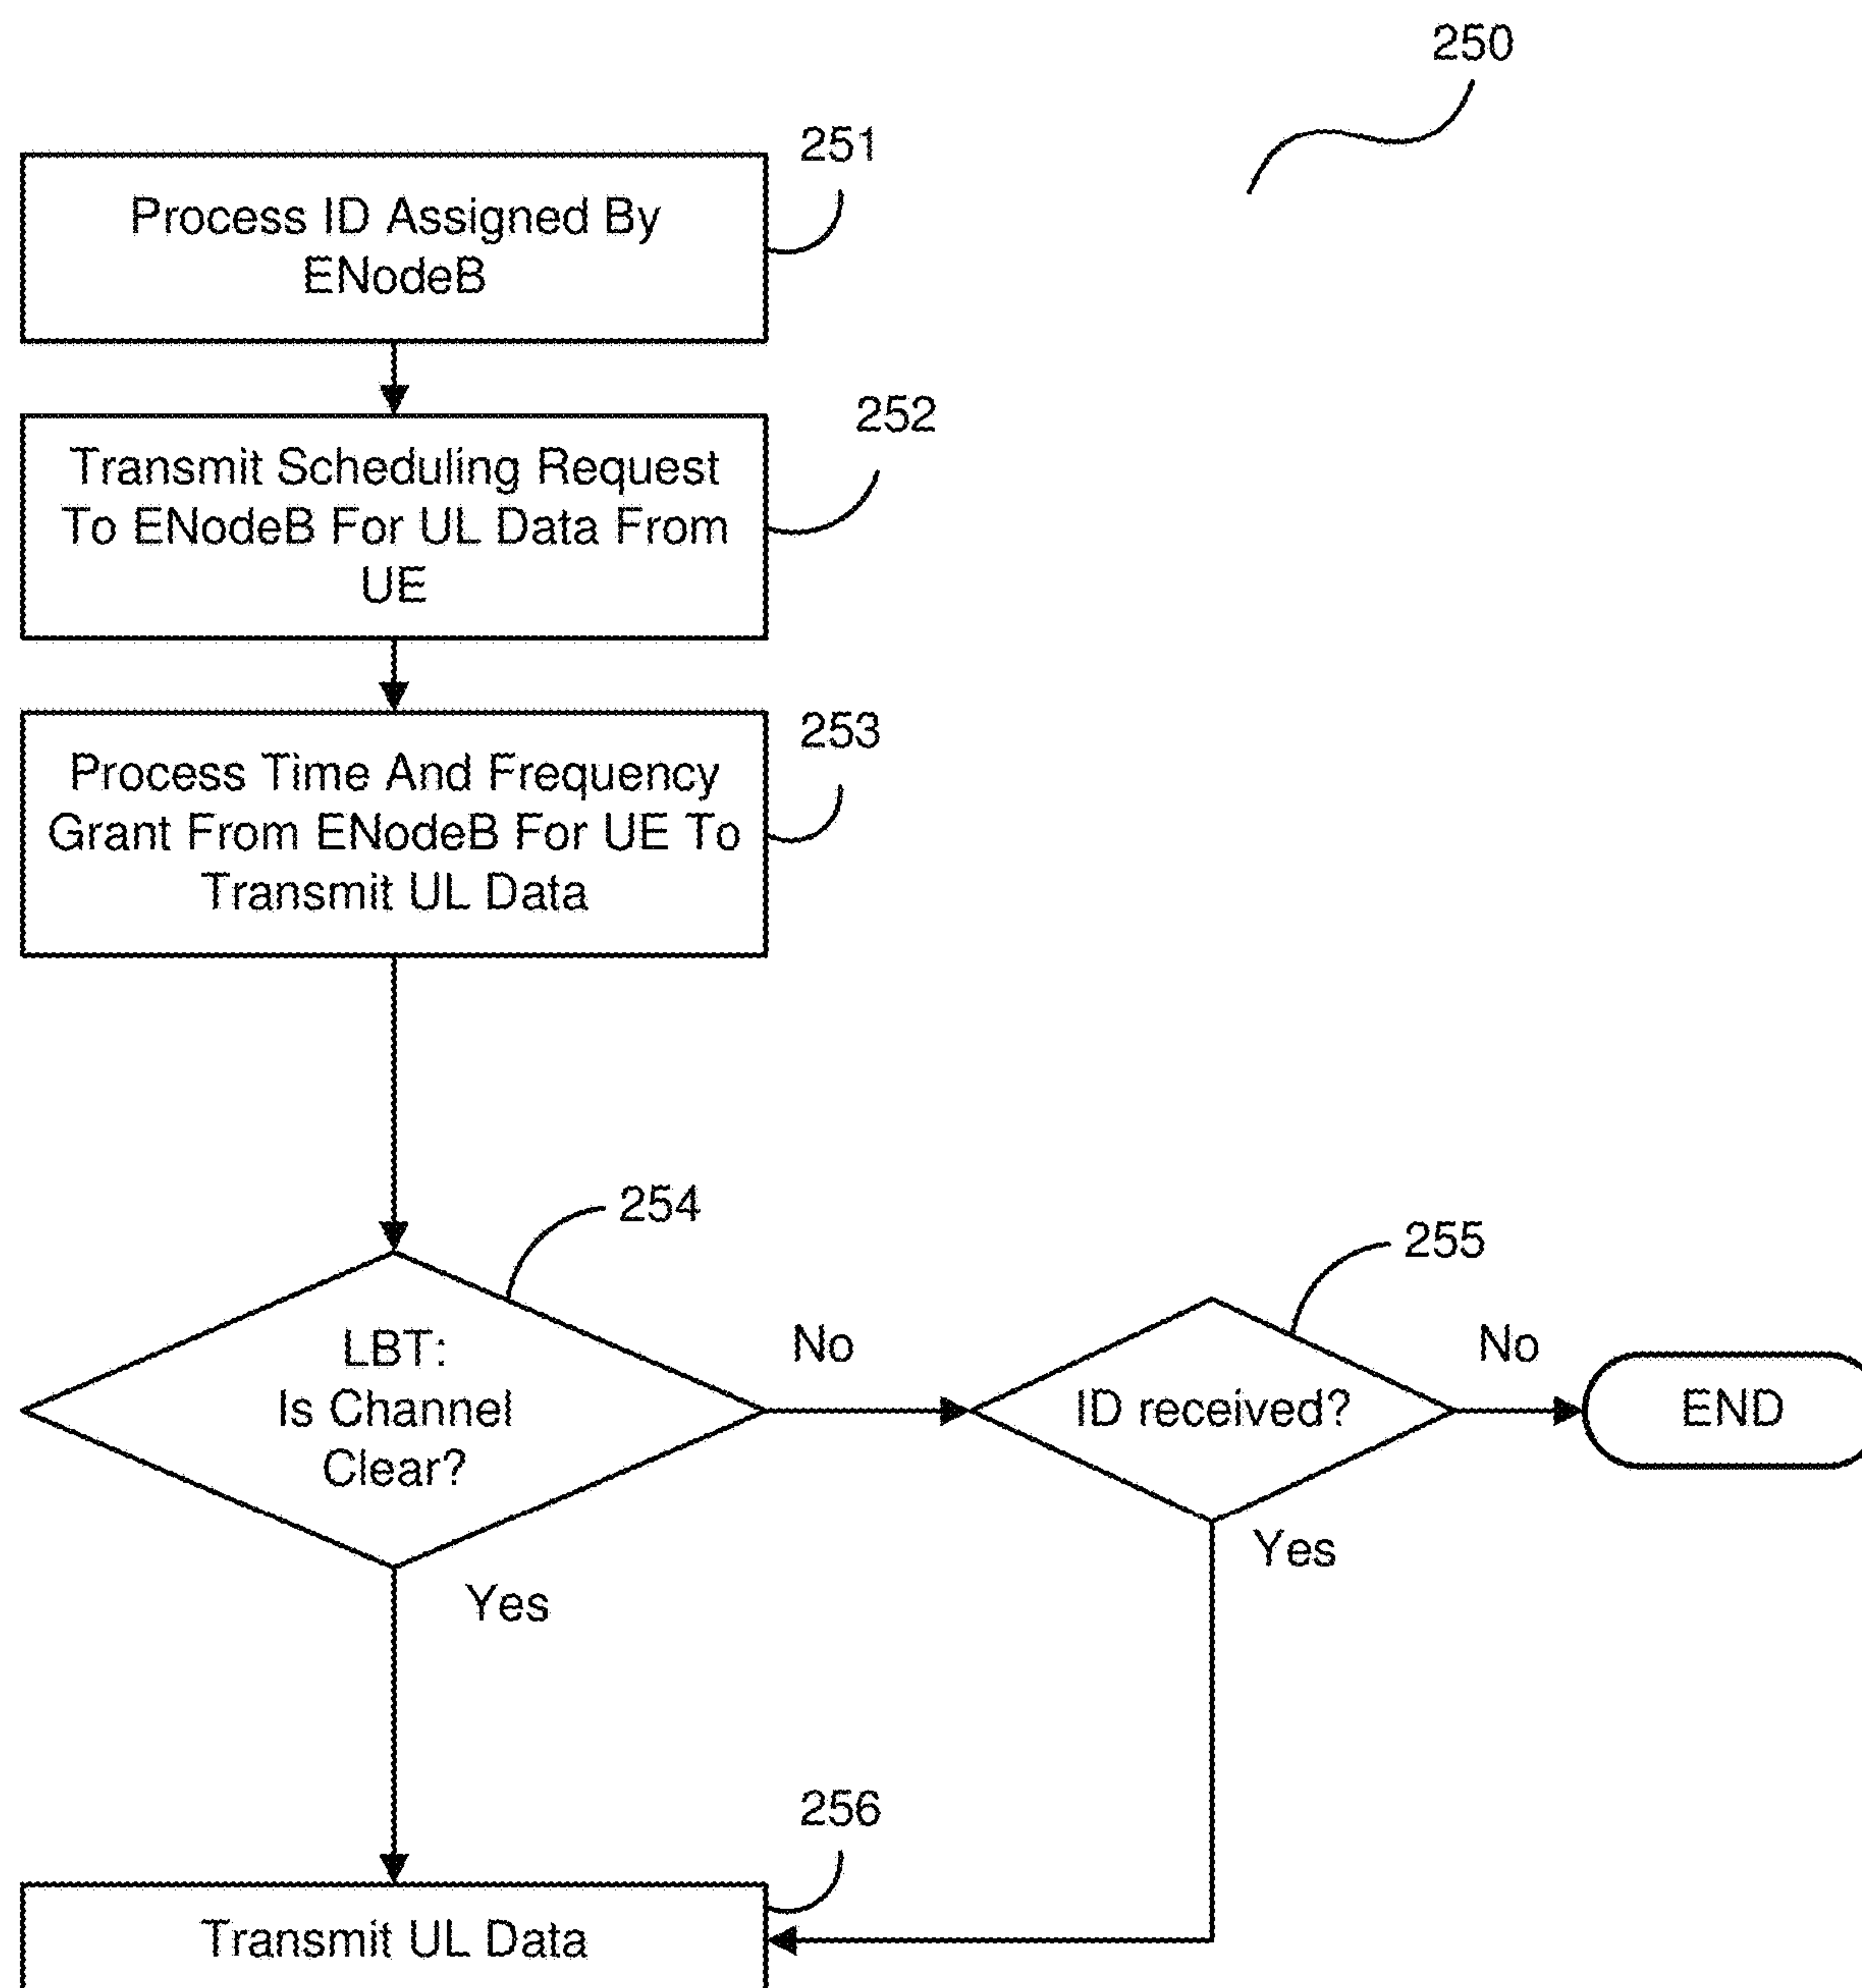 250
251
Process ID Assigned By
ENodeB
252
Transmit Scheduling Request
To ENodeB For UL Data From
UE
253
Process Time And Frequency
Grant From ENodeB For UE To
Transmit UL Data
254
LBT:
Is Channel
Clear?
No
255
ID received?
No
END
Yes
Yes
256
Transmit UL Data